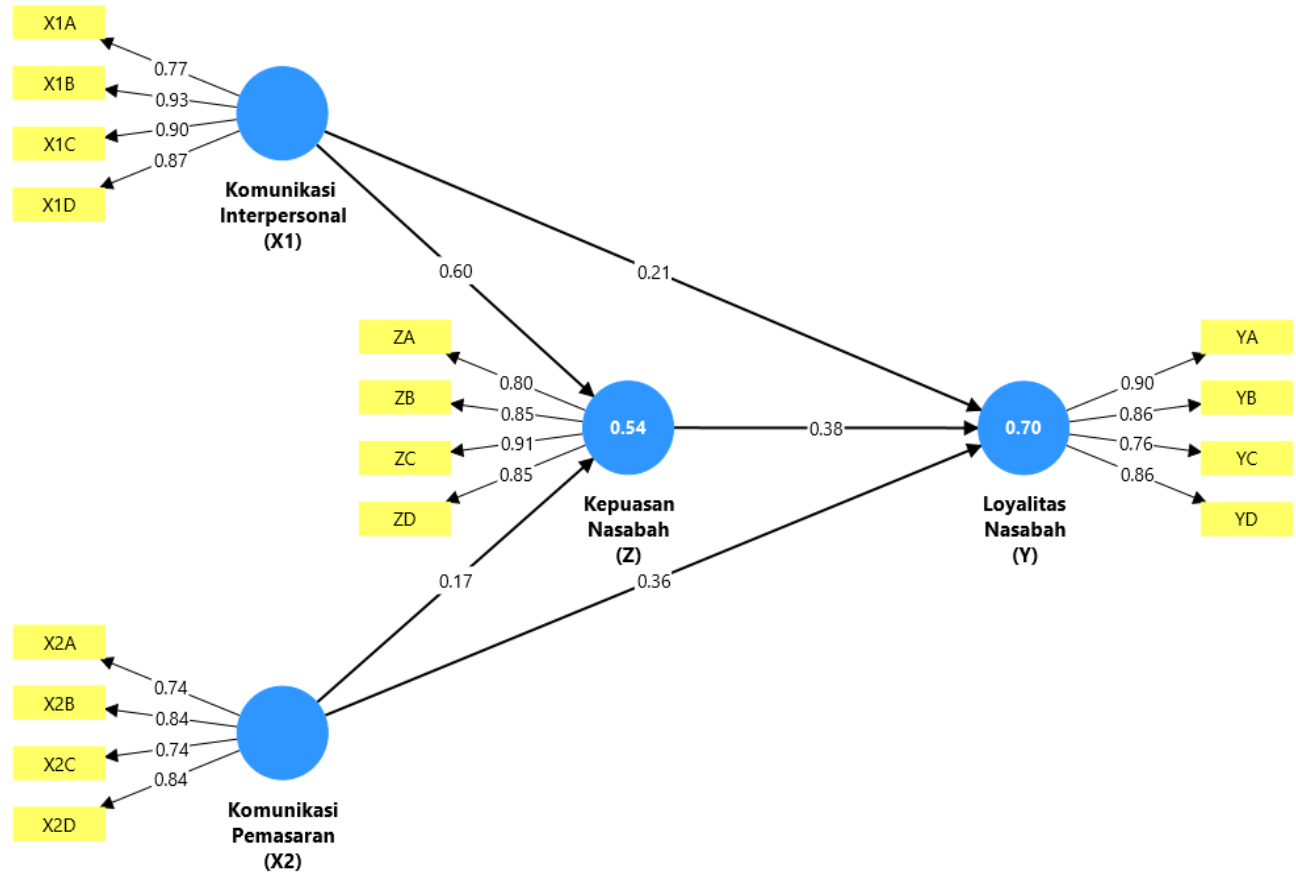 X1A
0.77
X1B
0.93
X1C
0.90
X1D
0.87
Komunikasi
Interpersonal
(X1)
0.60
0.21
ZA
0.80
ZB
0.85
ZC
0.91
ZD
0.85
0.54
Kepuasan
Nasabah
(Z)
0.38
0.70
Loyalitas
Nasabah
(Y)
YA
0.90
YB
0.86
YC
0.76
YD
0.86
0.17
0.36
X2A
0.74
X2B
0.84
X2C
0.74
X2D
0.84
Komunikasi
Pemasaran
(X2)